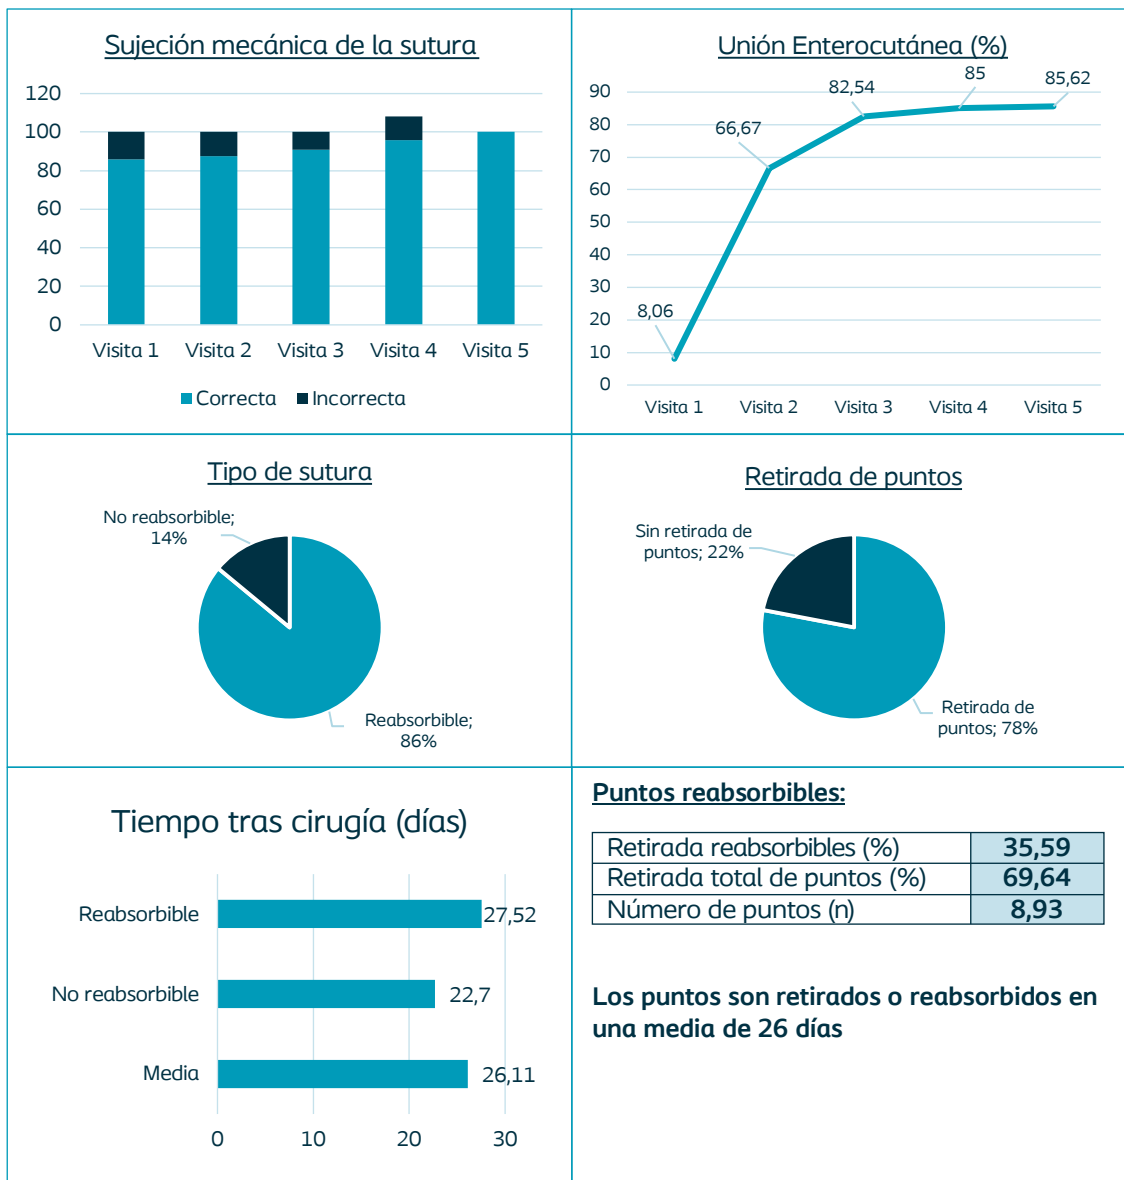 Sujeción mecánica de la sutura
120
100
80
60
40
20
0
Visita 1
Visita 2
Visita 3
Visita 4
Visita 5
Correcta
Incorrecta
Unión Enterocutánea (%)
90
80
70
60
50
40
30
20
10
0
8,06
66,67
82,54
85
85,62
Visita 1
Visita 2
Visita 3
Visita 4
Visita 5
Tipo de sutura
No reabsorbible;
14%
Reabsorbible;
86%
Retirada de puntos
Sin retirada de
puntos; 22%
Retirada de
puntos; 78%
Tiempo tras cirugía (días)
Reabsorbible
27,52
No reabsorbible
22,7
Media
26,11
0
10
20
30
Puntos reabsorbibles:
Retirada reabsorbibles (%) 35,59
Retirada total de puntos (%) 69,64
Número de puntos (n) 8,93
Los puntos son retirados o reabsorbidos en
una media de 26 días